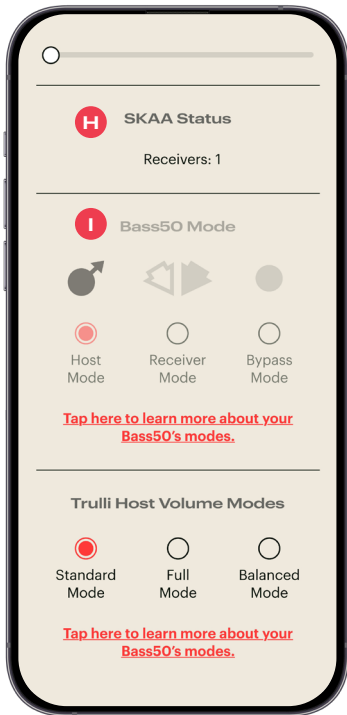 H SKAA Status
Receivers: 1
I Bass50 Mode
Host Receiver Bypass
Mode Mode Mode
Tap here to learn more about your
Bass50's modes.
Trulli Host Volume Modes
Standard Full Balanced
Mode Mode Mode
Tap here to learn more about your
Bass50's modes.